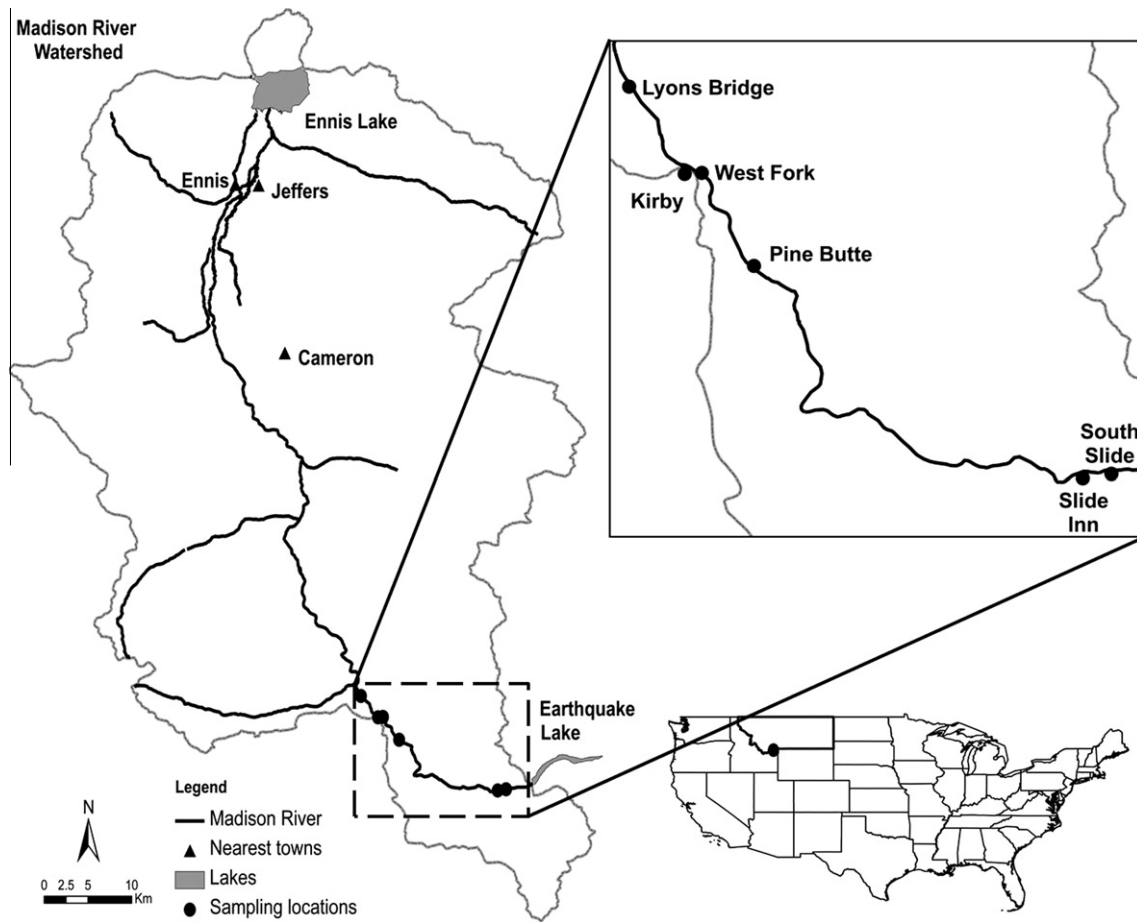 Madison River
Watershed
Ennis Lake
Ennis
Jeffers
Cameron
Earthquake
Lake
Lyons Bridge
West Fork
Kirby
Pine Butte
South
Slide
Slide
Inn
N
0 2.5 5 10
Km
Legend
Madison River
Nearest towns
Lakes
Sampling locations